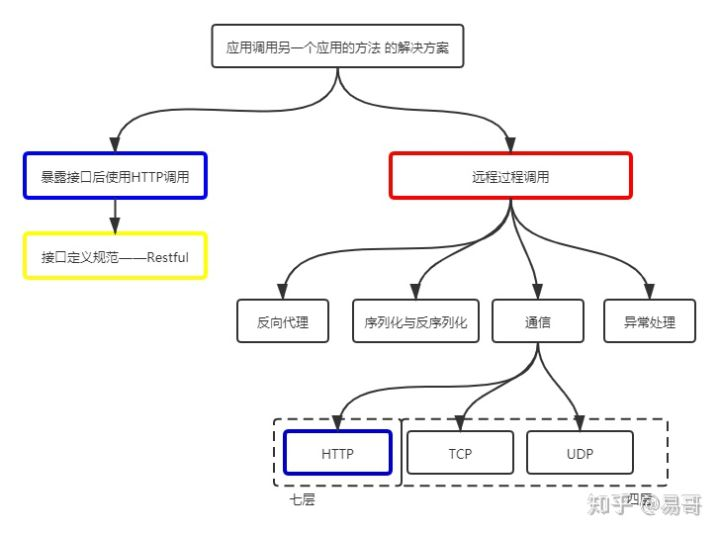 应用调用另一个应用的方法 的解决方案
暴露接口后使用HTTP调用
远程过程调用
接口定义规范——Restful
反向代理
序列化与反序列化
通信
异常处理
HTTP
TCP
UDP
七层
四层
知乎 @易哥